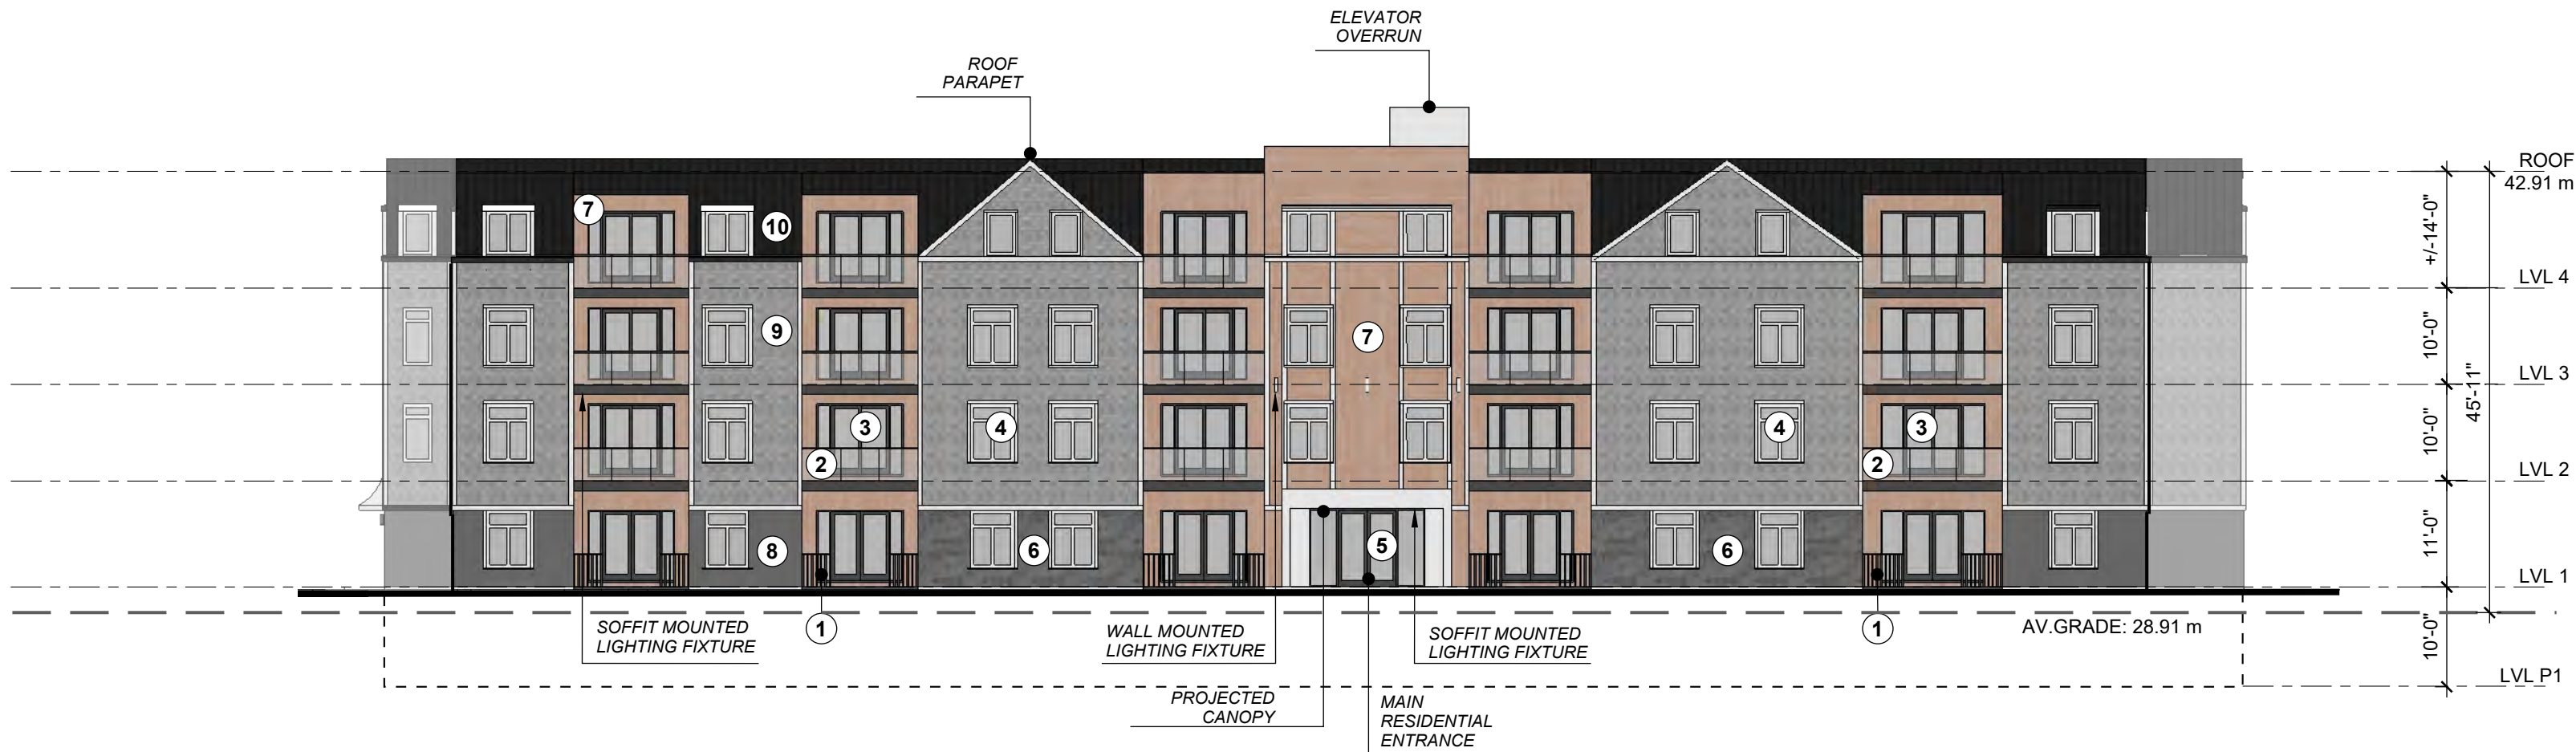 ELEVATOR
OVERRUN
ROOF
PARAPET
ROOF
42.91 m
7
10
+/-14'-0"
LVL 4
9
7
10'-0"
LVL 3
45'-11"
3
4
4
3
2
2
10'-0"
LVL 2
8
6
5
6
11'-0"
LVL 1
1
1
SOFFIT MOUNTED
LIGHTING FIXTURE
WALL MOUNTED
LIGHTING FIXTURE
SOFFIT MOUNTED
LIGHTING FIXTURE
AV.GRADE: 28.91 m
10'-0"
LVL P1
PROJECTED
CANOPY
MAIN
RESIDENTIAL
ENTRANCE